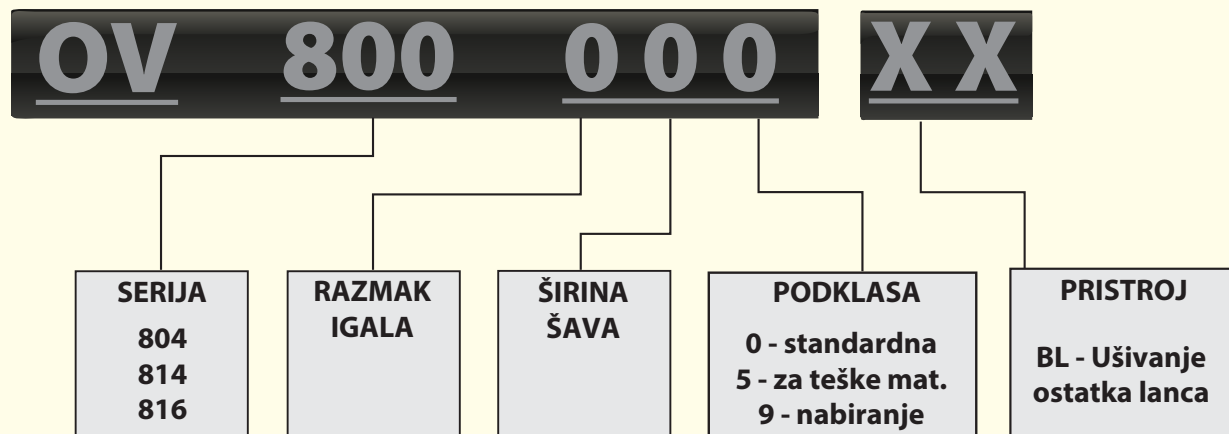 OV 800 0 0 0 X X
SERIJA
804
814
816
RAZMAK
IGALA
ŠIRINA
ŠAVA
PODKLASA
0 - standardna
5 - za teške mat.
9 - nabiranje
PRISTROJ
BL - Ušivanje
ostatka lanca